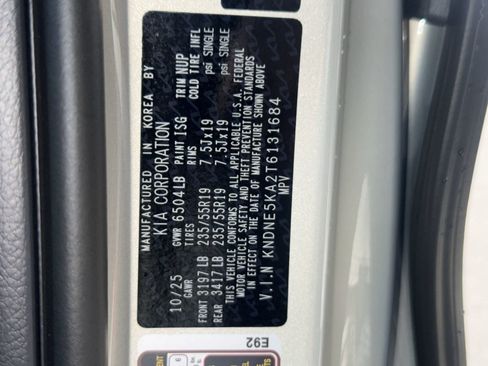 MANUFACTURED IN KOREA BY
KIA CORPORATION
10/25 GVWR 6504LB PAINT ISG TRIM NUP
GAWR TIRES RIMS COLD TIRE INFL
FRONT 3197 LB 235/55R19 7.5Jx19 psi SINGLE
REAR 3417 LB 235/55R19 7.5Jx19 psi SINGLE
THIS VEHICLE CONFORMS TO ALL APPLICABLE U.S.A. FEDERAL
MOTOR VEHICLE SAFETY AND THEFT PREVENTION STANDARDS
IN EFFECT ON THE DATE OF MANUFACTURE SHOWN ABOVE
V.I.N KNDNE5KA2T6131684
MPV
E92